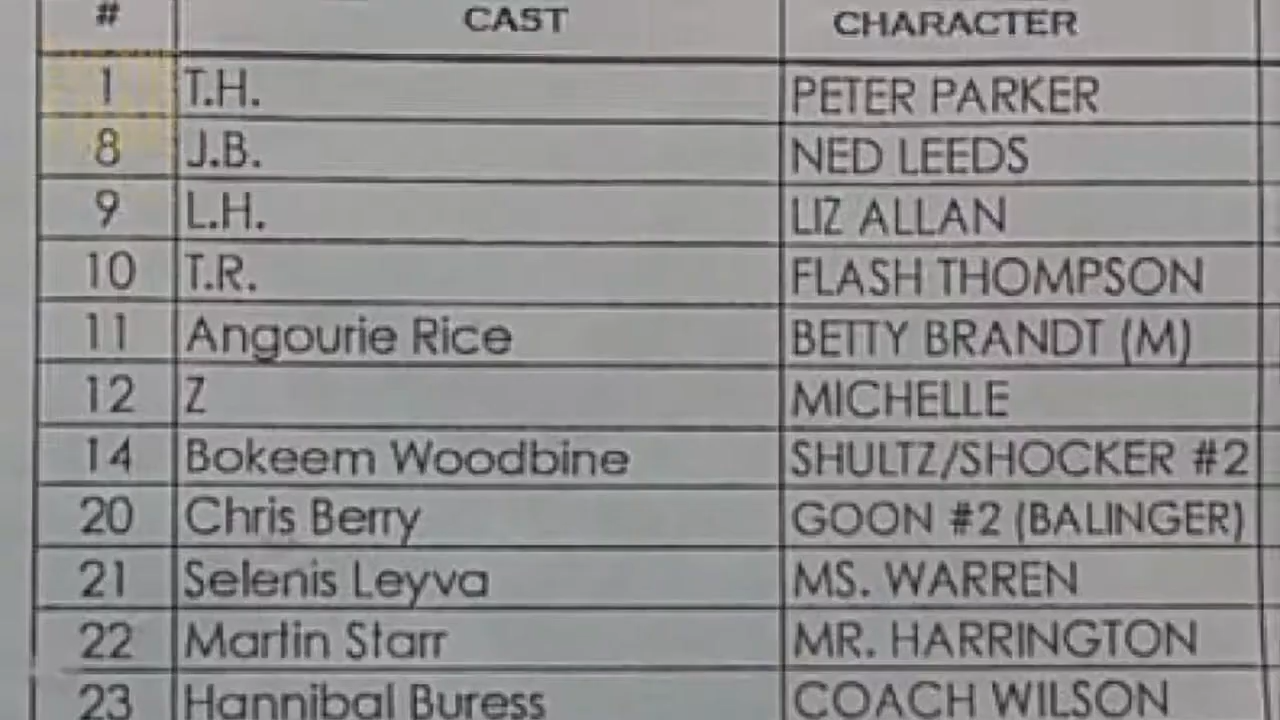 # CAST CHARACTER
1 T.H. PETER PARKER
8 J.B. NED LEEDS
9 L.H. LIZ ALLAN
10 T.R. FLASH THOMPSON
11 Angourie Rice BETTY BRANDT (M)
12 Z MICHELLE
14 Bokeem Woodbine SHULTZ/SHOCKER #2
20 Chris Berry GOON #2 (BALINGER)
21 Selenis Leyva MS. WARREN
22 Martin Starr MR. HARRINGTON
23 Hannibal Buress COACH WILSON